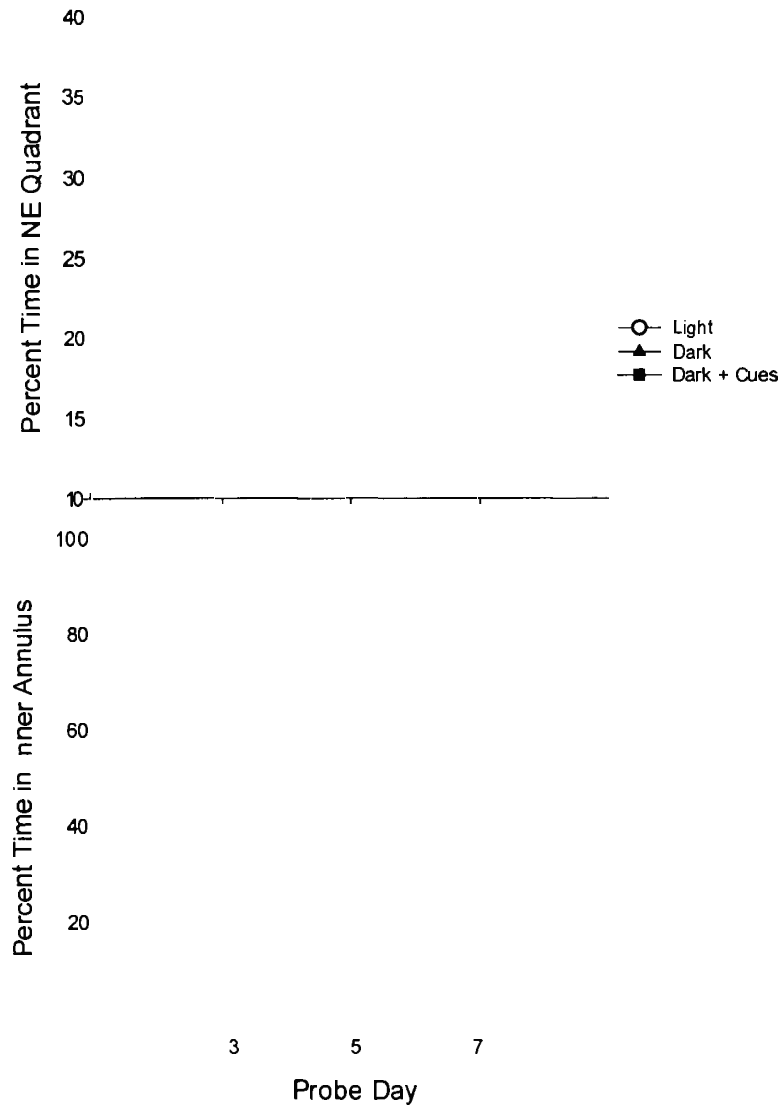 40
35
30
25
20
15
10
Percent Time in NE Quadrant
Light
Dark
Dark + Cues
100
80
60
40
20
Percent Time in nner Annulus
3 5 7
Probe Day